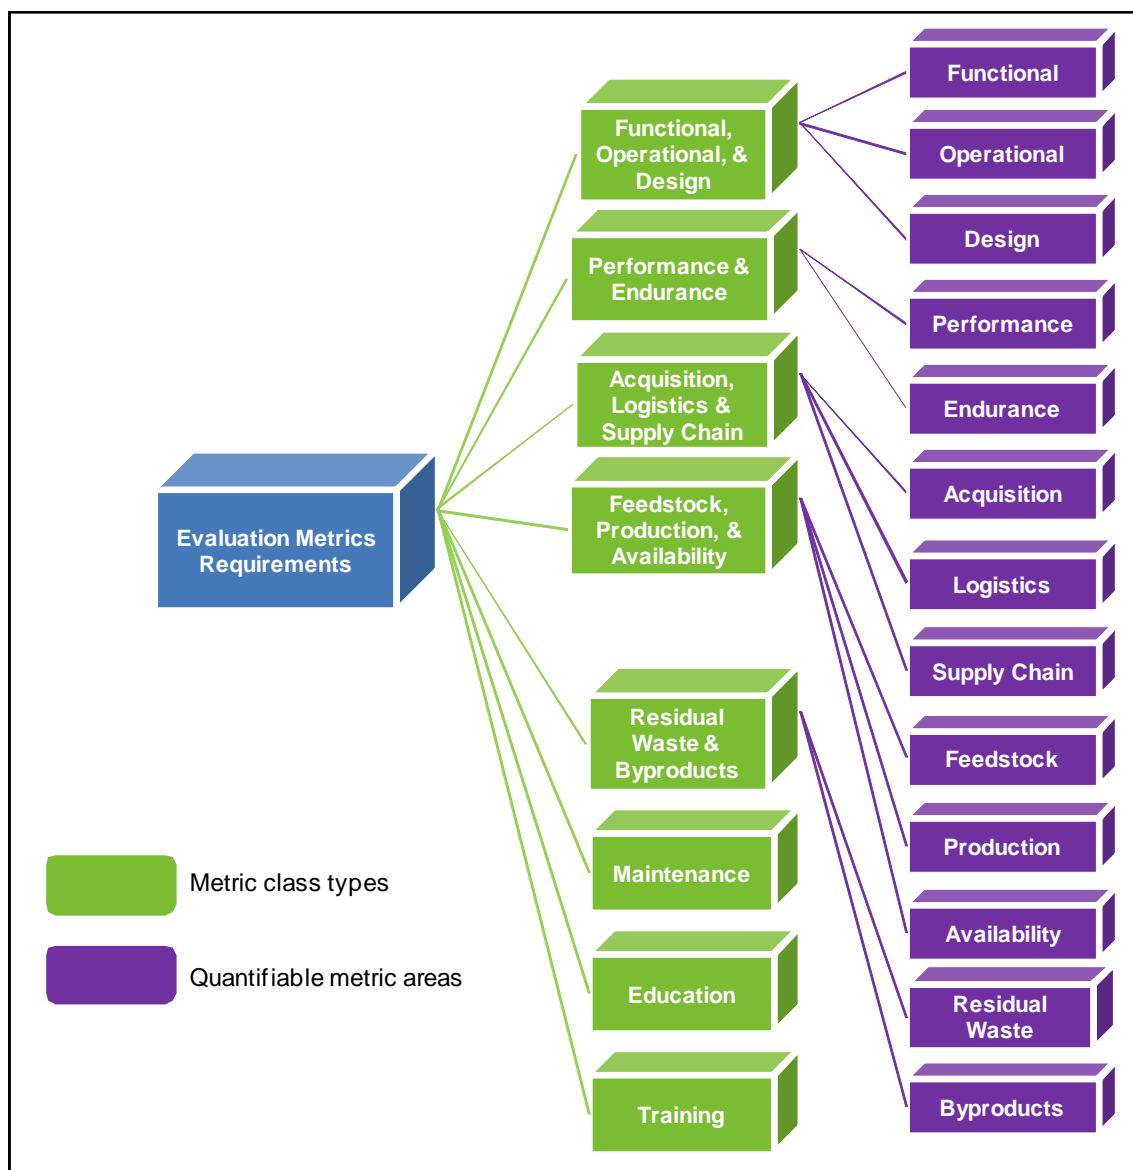 Evaluation Metrics
Requirements
Functional,
Operational, &
Design
Performance &
Endurance
Acquisition,
Logistics &
Supply Chain
Feedstock,
Production, &
Availability
Residual
Waste &
Byproducts
Maintenance
Education
Training
Functional
Operational
Design
Performance
Endurance
Acquisition
Logistics
Supply Chain
Feedstock
Production
Availability
Residual
Waste
Byproducts
Metric class types
Quantifiable metric areas